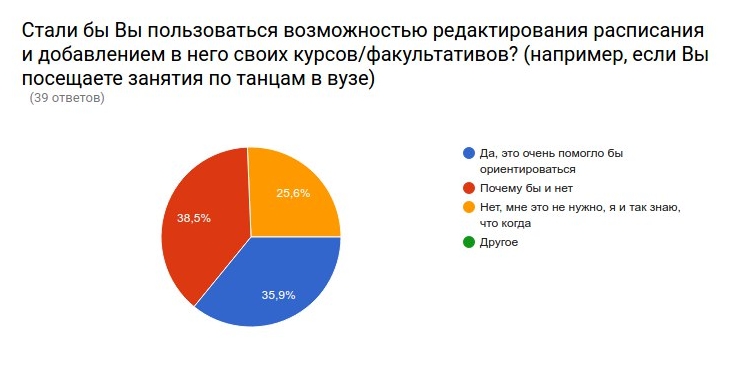 Стали бы Вы пользоваться возможностью редактирования расписания
и добавлением в него своих курсов/факультативов? (например, если Вы
посещаете занятия по танцам в вузе)
(39 ответов)
25,6%
38,5%
35,9%
Да, это очень помогло бы
ориентироваться
Почему бы и нет
Нет, мне это не нужно, я и так знаю,
что когда
Другое